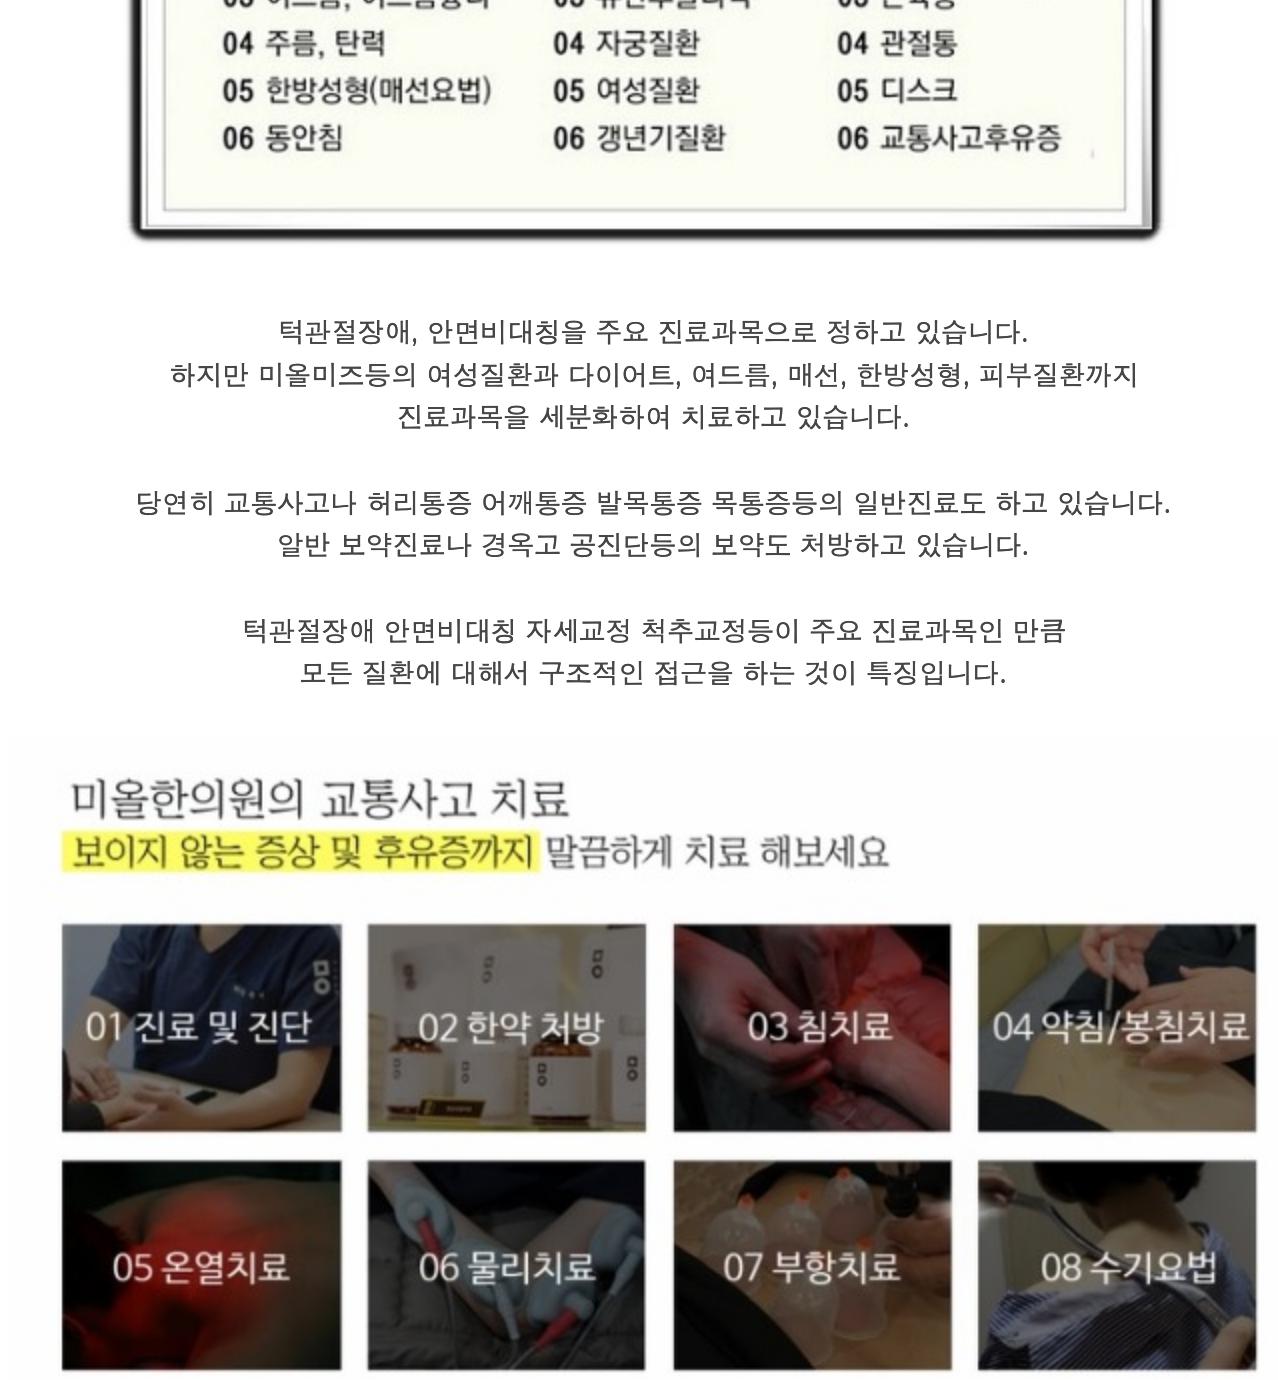 04 주름, 탄력
04 자궁질환
04 관절통
05 한방성형(매선요법)
05 여성질환
05 디스크
06 동안침
06 갱년기질환
06 교통사고후유증
턱관절장애, 안면비대칭을 주요 진료과목으로 정하고 있습니다.
하지만 미올미즈등의 여성질환과 다이어트, 여드름, 매선, 한방성형, 피부질환까지
진료과목을 세분화하여 치료하고 있습니다.
당연히 교통사고나 허리통증 어깨통증 발목통증 목통증등의 일반진료도 하고 있습니다.
알반 보약진료나 경옥고 공진단등의 보약도 처방하고 있습니다.
턱관절장애 안면비대칭 자세교정 척추교정등이 주요 진료과목인 만큼
모든 질환에 대해서 구조적인 접근을 하는 것이 특징입니다.
미올한의원의 교통사고 치료
보이지 않는 증상 및 후유증까지 말끔하게 치료 해보세요
01 진료 및 진단
02 한약 처방
03 침치료
04 약침/봉침치료
05 온열치료
06 물리치료
07 부항치료
08 수기요법